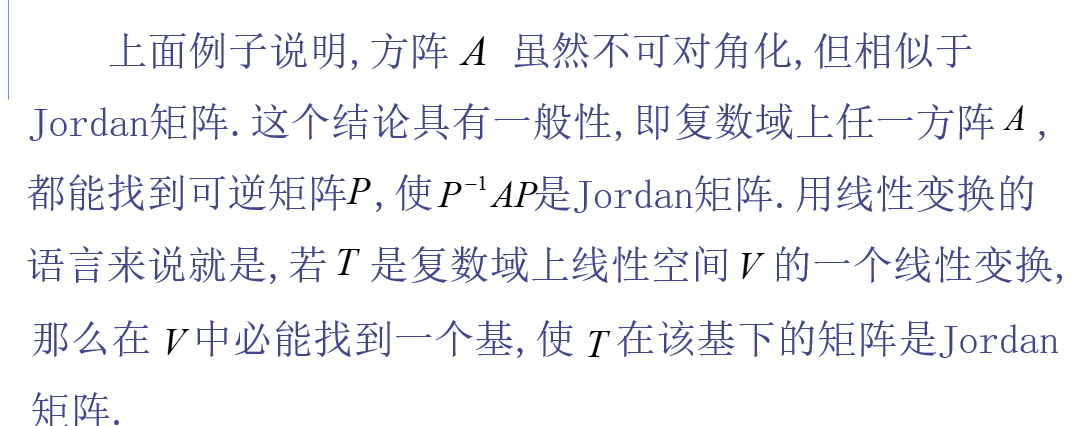 上面例子说明,方阵 A 虽然不可对角化,但相似于
Jordan矩阵.这个结论具有一般性,即复数域上任一方阵 A ,
都能找到可逆矩阵P,使P⁻¹AP是Jordan矩阵.用线性变换的
语言来说就是,若 T 是复数域上线性空间 V 的一个线性变换,
那么在 V 中必能找到一个基,使 T 在该基下的矩阵是Jordan
矩阵.